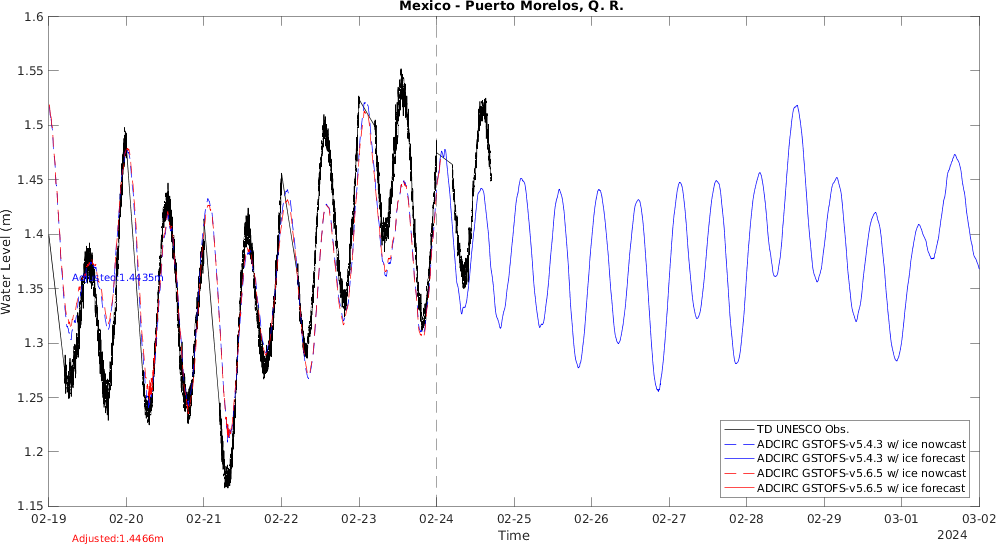 Mexico - Puerto Morelos, Q. R.
1.6
1.55
1.5
1.45
1.4
1.35
1.3
1.25
1.2
1.15
Water Level (m)
Adjusted:1.4435m
TD UNESCO Obs.
ADCIRC GSTOFS-v5.4.3 w/ ice nowcast
ADCIRC GSTOFS-v5.4.3 w/ ice forecast
ADCIRC GSTOFS-v5.6.5 w/ ice nowcast
ADCIRC GSTOFS-v5.6.5 w/ ice forecast
02-19 02-20 02-21 02-22 02-23 02-24 02-25 02-26 02-27 02-28 02-29 03-01 03-02
Time
2024
Adjusted:1.4466m